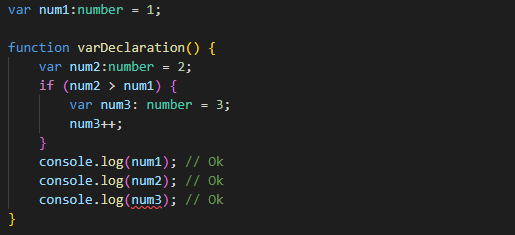 var num1:number = 1;
function varDeclaration() {
var num2:number = 2;
if (num2 > num1) {
var num3: number = 3;
num3++;
}
console.log(num1); // Ok
console.log(num2); // Ok
console.log(num3); // Ok
}